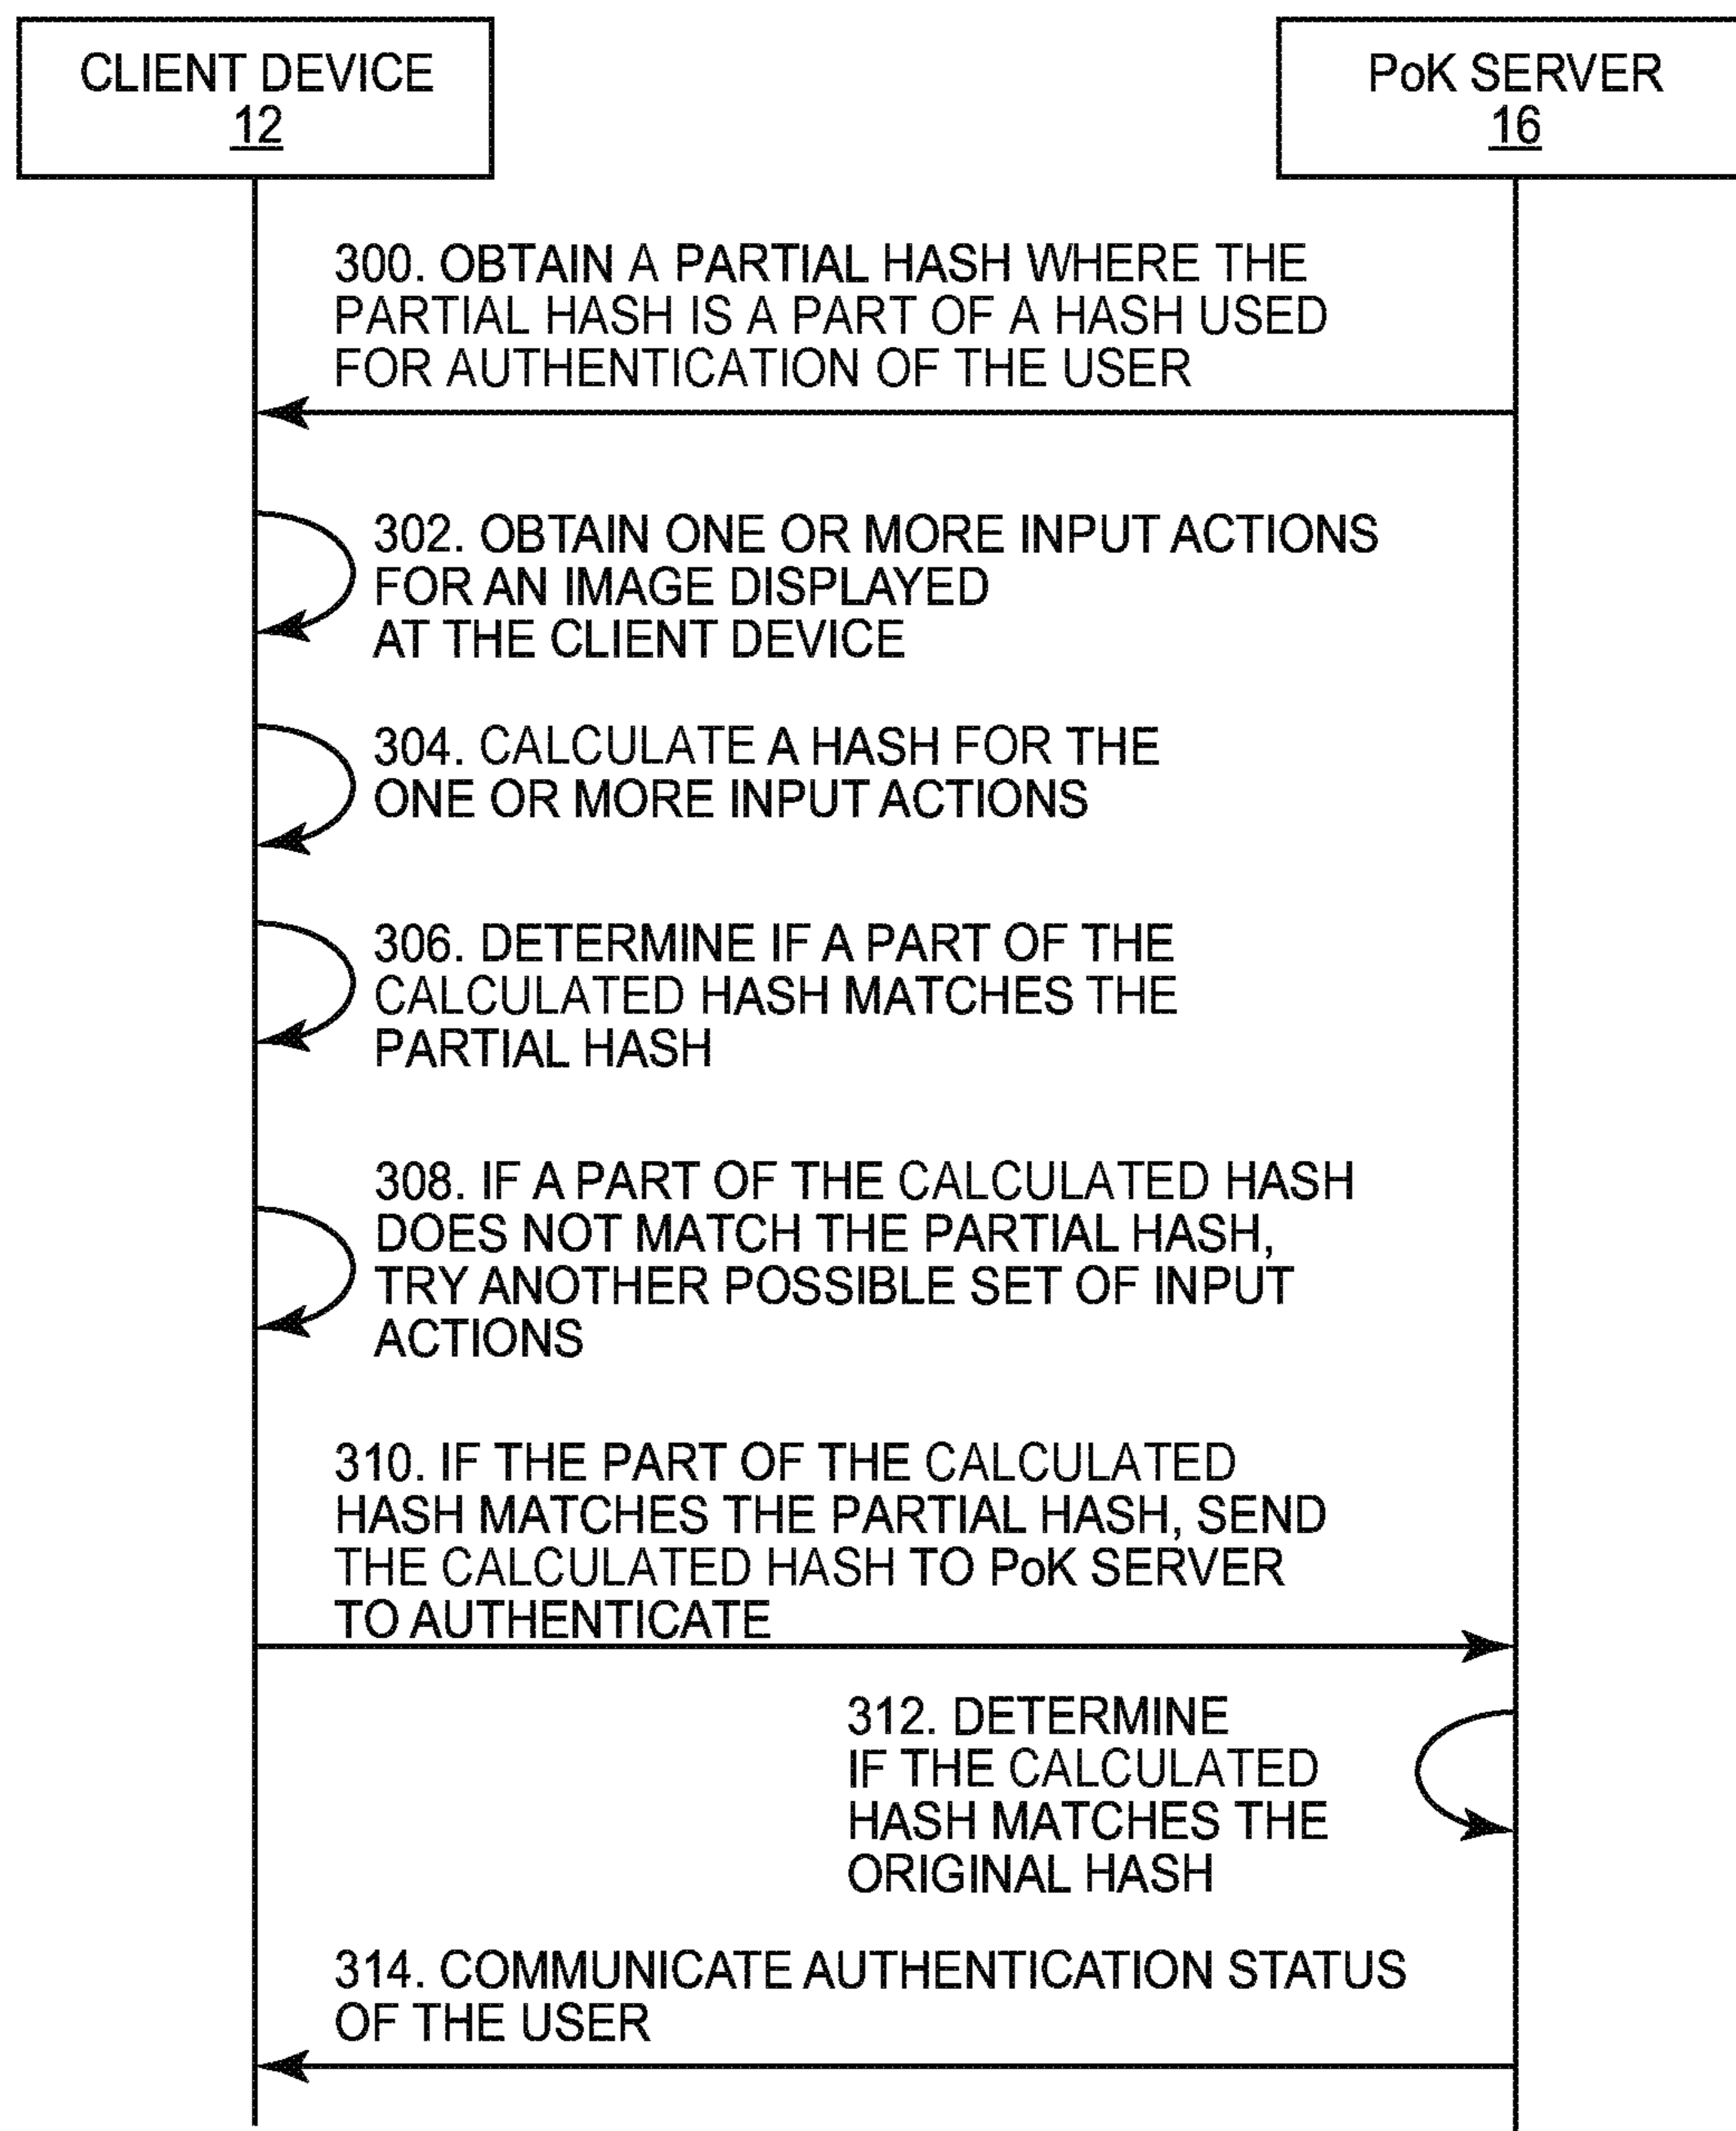 CLIENT DEVICE
12
PoK SERVER
16
300. OBTAIN A PARTIAL HASH WHERE THE
PARTIAL HASH IS A PART OF A HASH USED
FOR AUTHENTICATION OF THE USER
302. OBTAIN ONE OR MORE INPUT ACTIONS
FOR AN IMAGE DISPLAYED
AT THE CLIENT DEVICE
304. CALCULATE A HASH FOR THE
ONE OR MORE INPUT ACTIONS
306. DETERMINE IF A PART OF THE
CALCULATED HASH MATCHES THE
PARTIAL HASH
308. IF A PART OF THE CALCULATED HASH
DOES NOT MATCH THE PARTIAL HASH,
TRY ANOTHER POSSIBLE SET OF INPUT
ACTIONS
310. IF THE PART OF THE CALCULATED
HASH MATCHES THE PARTIAL HASH, SEND
THE CALCULATED HASH TO PoK SERVER
TO AUTHENTICATE
312. DETERMINE
IF THE CALCULATED
HASH MATCHES THE
ORIGINAL HASH
314. COMMUNICATE AUTHENTICATION STATUS
OF THE USER